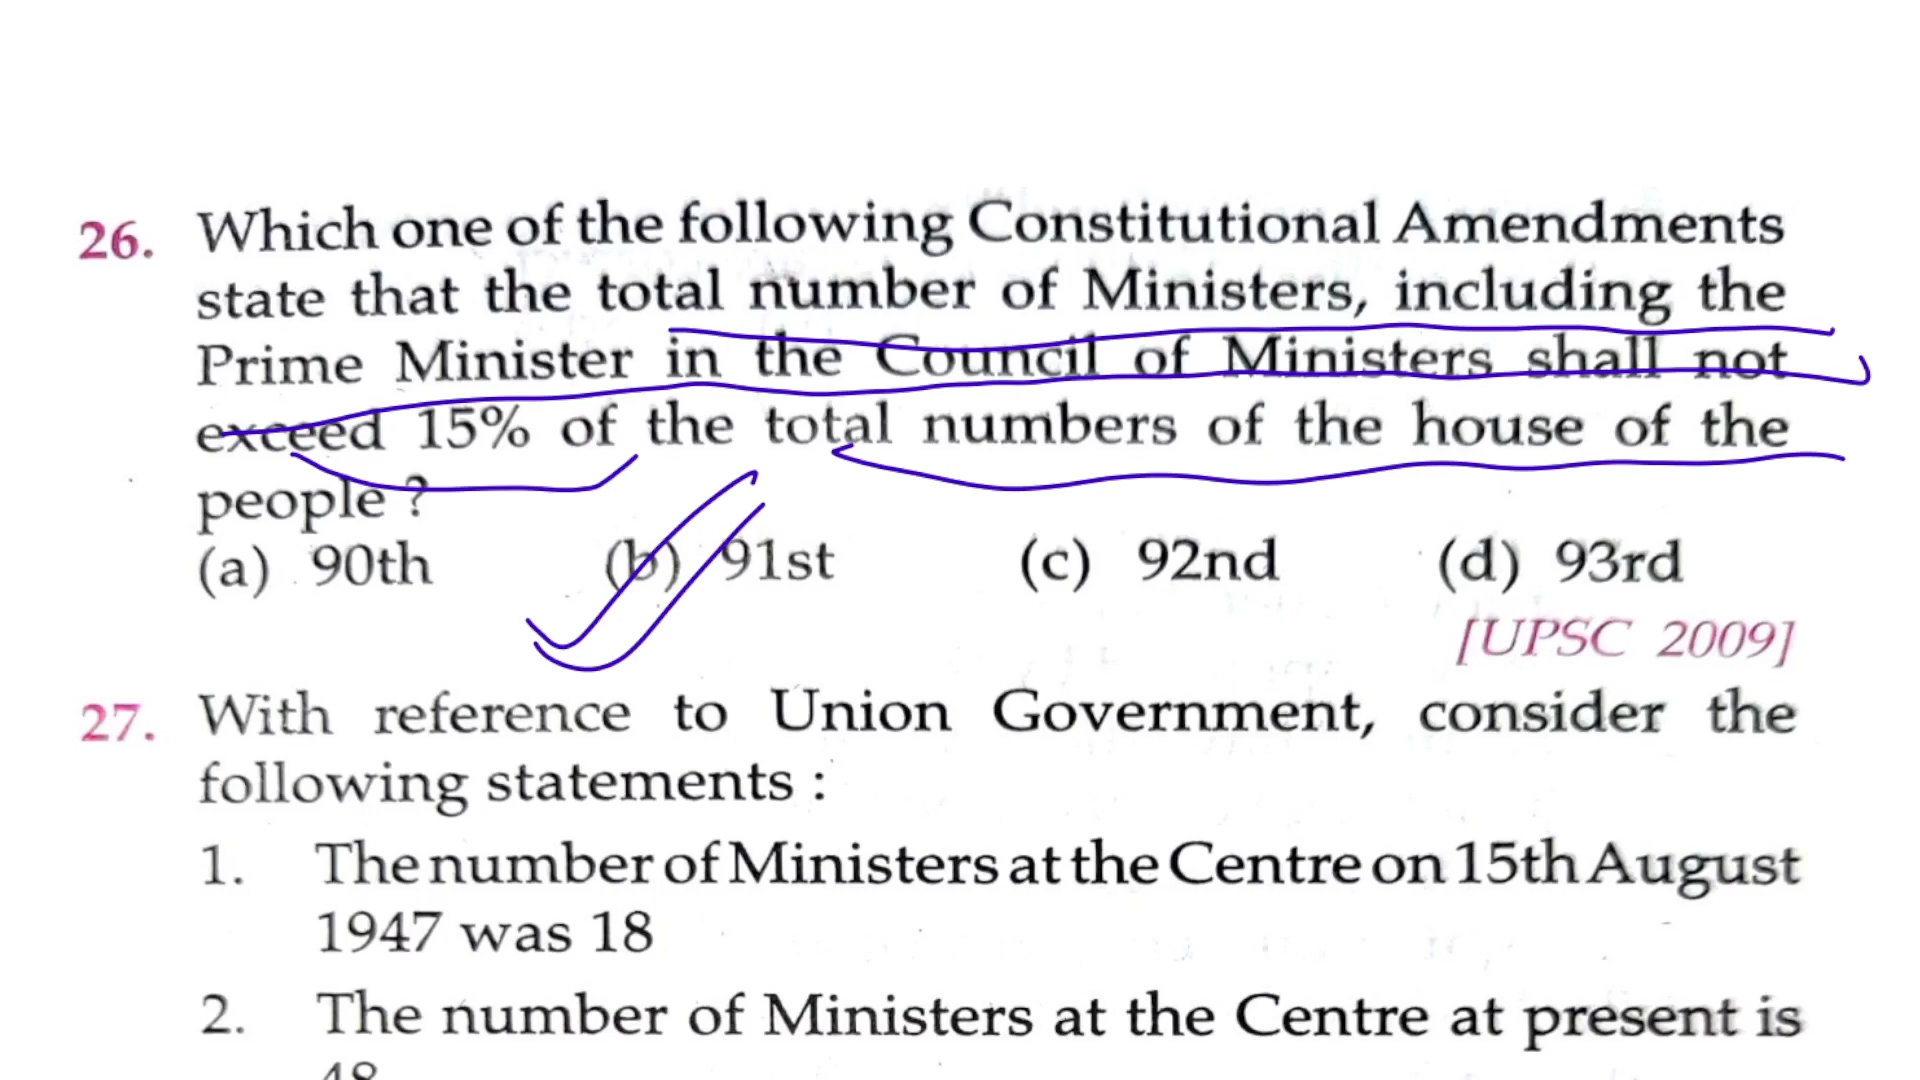 26. Which one of the following Constitutional Amendments
state that the total number of Ministers, including the
Prime Minister in the Council of Ministers shall not
exceed 15% of the total numbers of the house of the
people ?
(a) 90th (b) 91st (c) 92nd (d) 93rd
[UPSC 2009]
27. With reference to Union Government, consider the
following statements :
1. The number of Ministers at the Centre on 15th August
1947 was 18
2. The number of Ministers at the Centre at present is